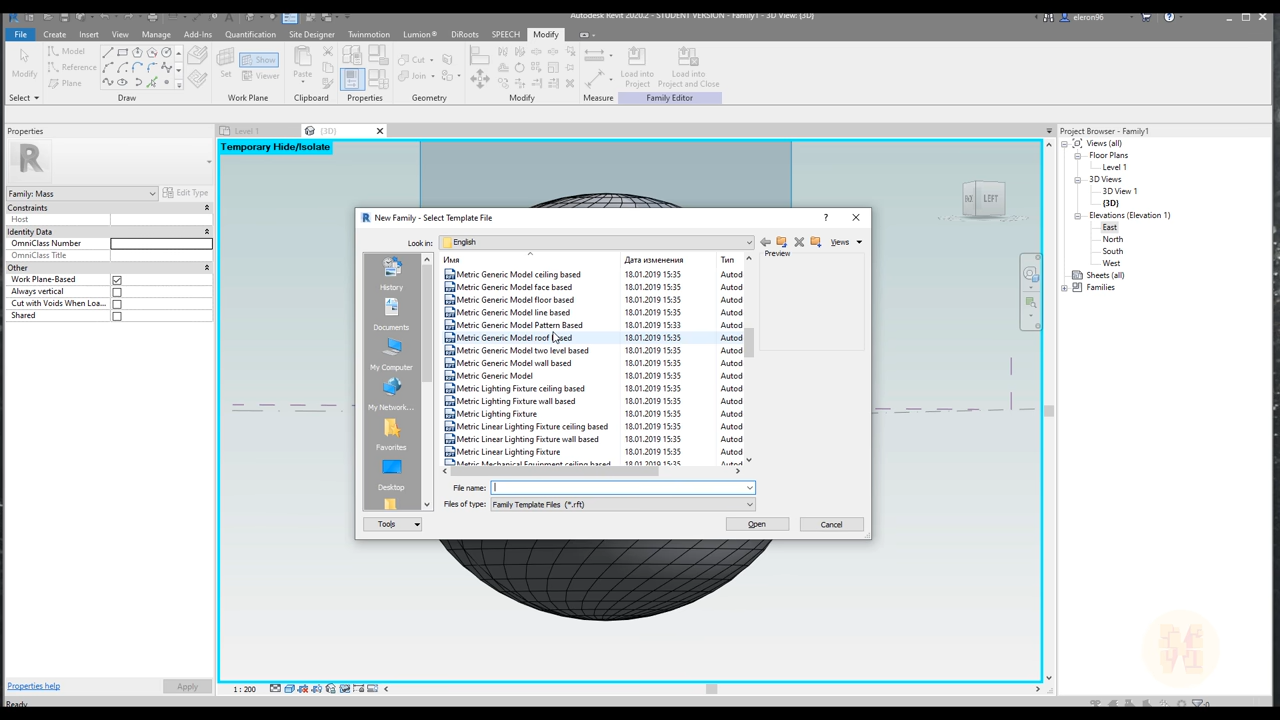 Autodesk Revit 2020.2 - STUDENT VERSION - Family1 - 3D View: {3D}
eleron96
File Create Insert View Manage Add-Ins Quantification Site Designer Twinmotion Lumion® DiRoots SPEECH Modify
Modify
Model
Reference
Plane
Set
Show
Viewer
Paste
Cut
Join
Load into
Project
Load into
Project and Close
Select Draw Work Plane Clipboard Properties Geometry Modify Measure Family Editor
Properties
Level 1
{3D}
Project Browser - Family1
Temporary Hide/Isolate
Family: Mass
Edit Type
Constraints
Host
Identity Data
OmniClass Number
OmniClass Title
Other
Work Plane-Based
Always vertical
Cut with Voids When Loa...
Shared
Properties help
Apply
Ready
LEFT
Views (all)
Floor Plans
Level 1
3D Views
3D View 1
{3D}
Elevations (Elevation 1)
East
North
South
West
Sheets (all)
Families
New Family - Select Template File
Look in:
English
Views
Preview
History
Documents
My Computer
My Network...
Favorites
Desktop
Имя Дата изменения Тип
Metric Generic Model ceiling based 18.01.2019 15:35 Autod
Metric Generic Model face based 18.01.2019 15:35 Autod
Metric Generic Model floor based 18.01.2019 15:35 Autod
Metric Generic Model line based 18.01.2019 15:35 Autod
Metric Generic Model Pattern Based 18.01.2019 15:33 Autod
Metric Generic Model roof based 18.01.2019 15:35 Autod
Metric Generic Model two level based 18.01.2019 15:35 Autod
Metric Generic Model wall based 18.01.2019 15:35 Autod
Metric Generic Model 18.01.2019 15:35 Autod
Metric Lighting Fixture ceiling based 18.01.2019 15:35 Autod
Metric Lighting Fixture wall based 18.01.2019 15:35 Autod
Metric Lighting Fixture 18.01.2019 15:35 Autod
Metric Linear Lighting Fixture ceiling based 18.01.2019 15:35 Autod
Metric Linear Lighting Fixture wall based 18.01.2019 15:35 Autod
Metric Linear Lighting Fixture 18.01.2019 15:35 Autod
Metric Mechanical Equipment ceiling based 18.01.2019 15:35 Autod
File name:
Files of type:
Family Template Files (*.rft)
Tools
Open
Cancel
1 : 200